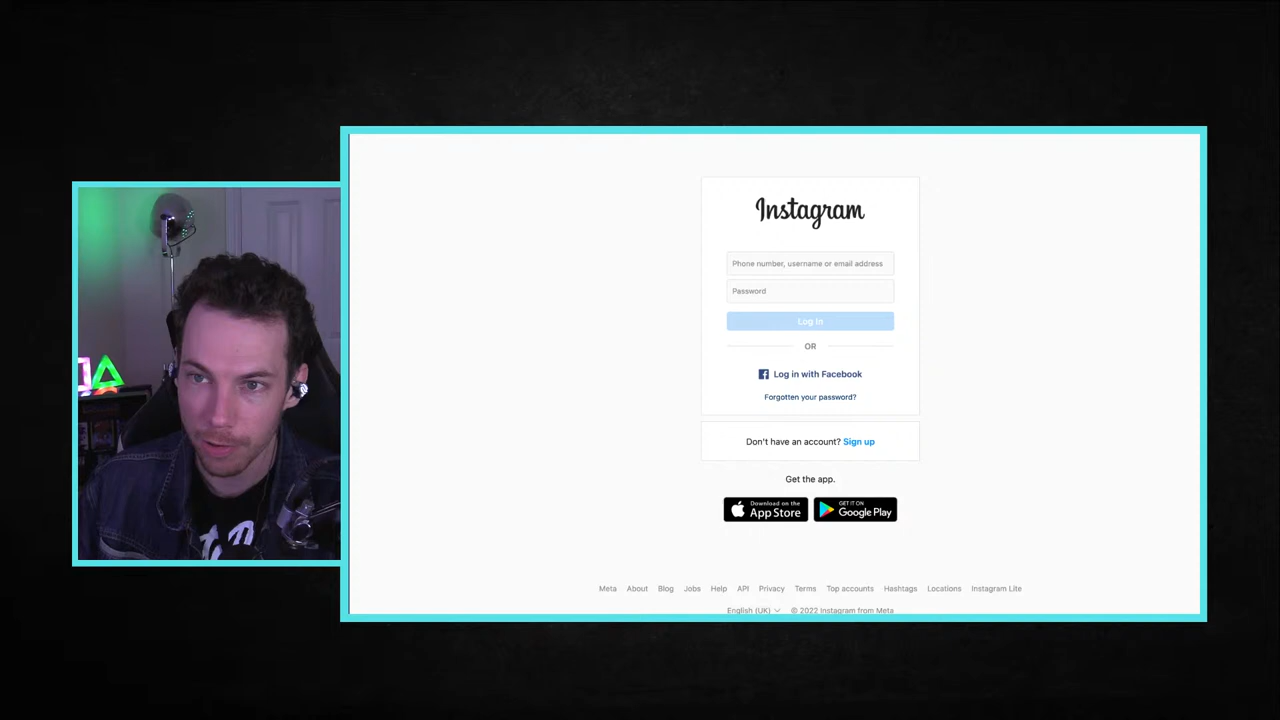 Instagram
Phone number, username or email address
Password
Log In
OR
Log in with Facebook
Forgotten your password?
Don't have an account? Sign up
Get the app.
Download on the App Store
GET IT ON Google Play
Meta About Blog Jobs Help API Privacy Terms Top accounts Hashtags Locations Instagram Lite
English (UK) © 2022 Instagram from Meta